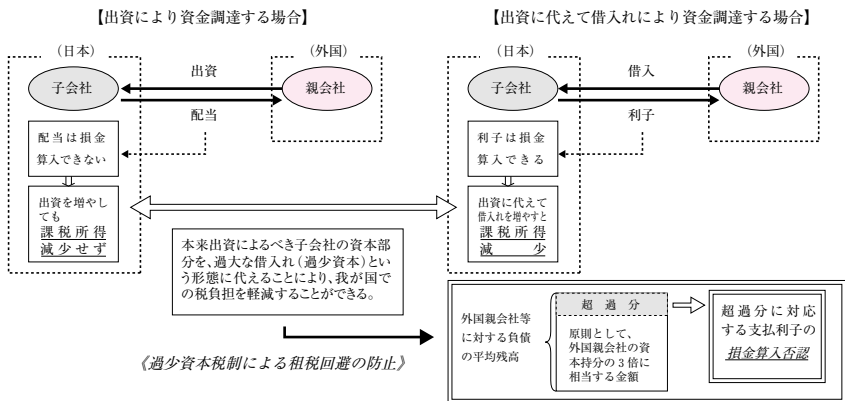 【出資により資金調達する場合】
（日本）
（外国）
子会社
出資
配当
親会社
配当は損金
算入できない
出資を増やし
ても
課税所得
減少せず
【出資に代えて借入れにより資金調達する場合】
（日本）
（外国）
子会社
借入
利子
親会社
利子は損金
算入できる
出資に代えて
借入れを増やすと
課税所得
減少
本来出資によるべき子会社の資本部
分を、過大な借入れ（過少資本）とい
う形態に代えることにより、我が国で
の税負担を軽減することができる。
《過少資本税制による租税回避の防止》
外国親会社等
に対する負債
の平均残高
超過分
原則として、
外国親会社の資
本持分の３倍に
相当する金額
超過分に対応
する支払利子の
損金算入否認